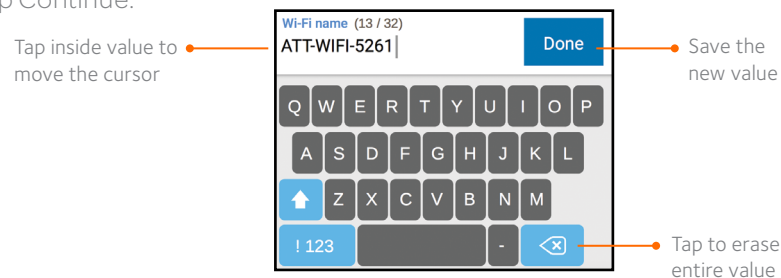 p Continue.
Wi-Fi name (13 / 32)
ATT-WIFI-5261
Done
Tap inside value to
move the cursor
Save the
new value
Q W E R T Y U I O P
A S D F G H J K L
Z X C V B N M
! 123 -
Tap to erase
entire value